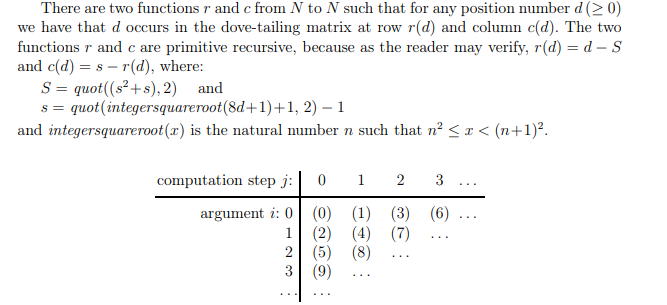 There are two functions r and c from N to N such that for any position number d (≥ 0)
we have that d occurs in the dove-tailing matrix at row r(d) and column c(d). The two
functions r and c are primitive recursive, because as the reader may verify, r(d) = d − S
and c(d) = s − r(d), where:
S = quot((s²+s), 2) and
s = quot(integersquareroot(8d+1)+1, 2) − 1
and integersquareroot(x) is the natural number n such that n² ≤ x < (n+1)².
computation step j: 0 1 2 3 ...
argument i: 0 (0) (1) (3) (6) ...
1 (2) (4) (7) ...
2 (5) (8) ...
3 (9) ...
... ...